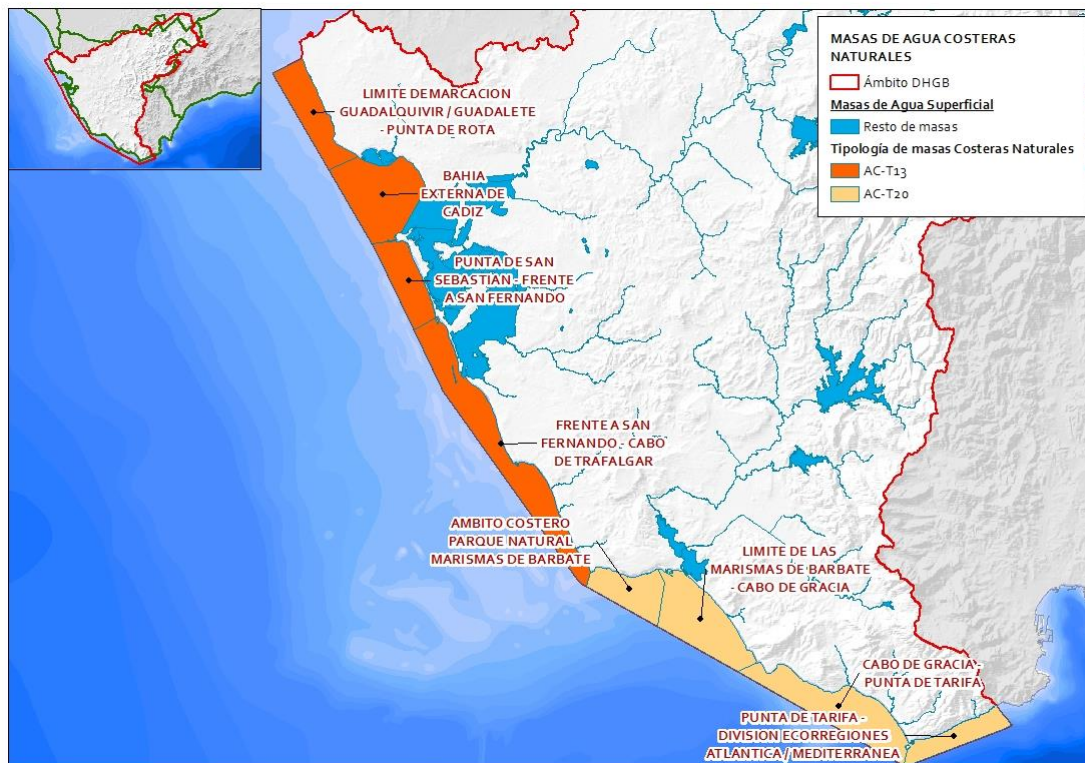 MASAS DE AGUA COSTERAS
NATURALES
Ámbito DHGB
Masas de Agua Superficial
Resto de masas
Tipología de masas Costeras Naturales
AC-T13
AC-T20
LIMITE DEMARCACION
GUADALQUIVIR / GUADALETE
- PUNTA DE ROTA
BAHIA
EXTERNA DE
CADIZ
PUNTA DE SAN
SEBASTIAN - FRENTE
A SAN FERNANDO
FRENTE A SAN
FERNANDO - CABO
DE TRAFALGAR
AMBITO COSTERO
PARQUE NATURAL
MARISMAS DE BARBATE
LIMITE DE LAS
MARISMAS DE BARBATE
- CABO DE GRACIA
CABO DE GRACIA -
PUNTA DE TARIFA
PUNTA DE TARIFA -
DIVISION ECORREGIONES
ATLANTICA / MEDITERRANEA